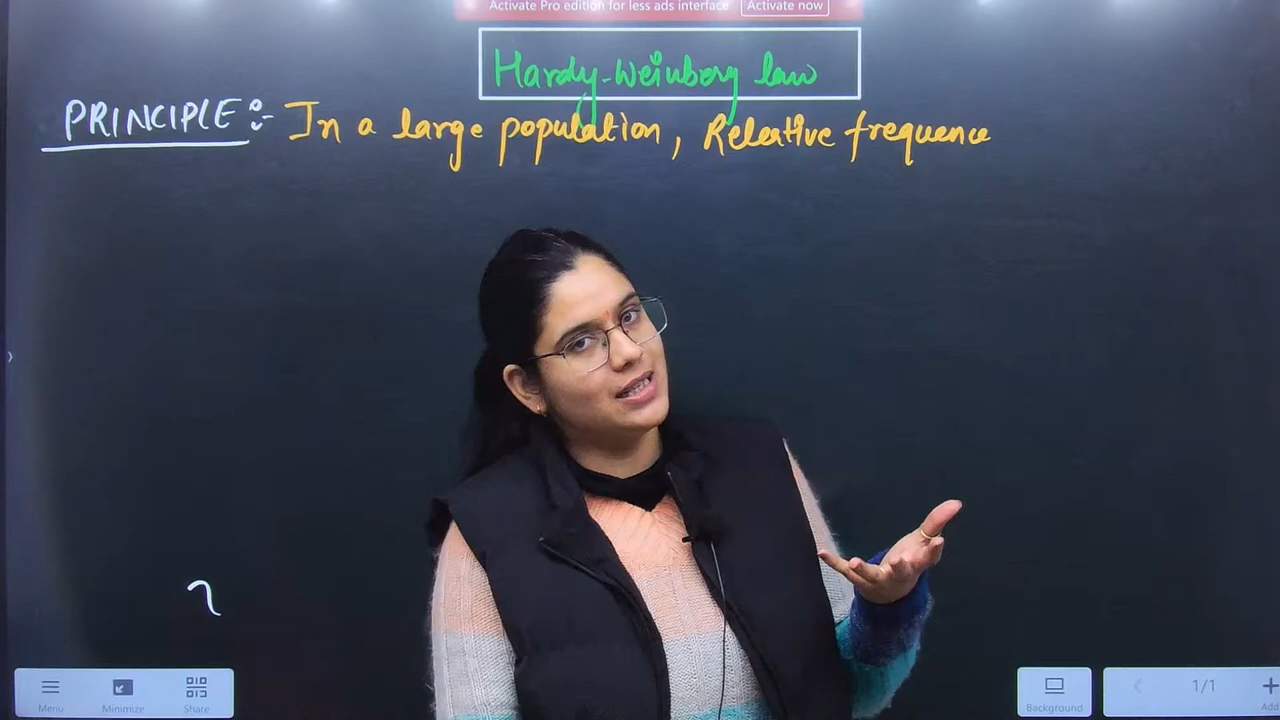 Activate Pro edition for less ads interface Activate now
Hardy-Weinberg law
PRINCIPLE:- In a large population, Relative frequence
Menu Minimize Share
Background 1/1 Add